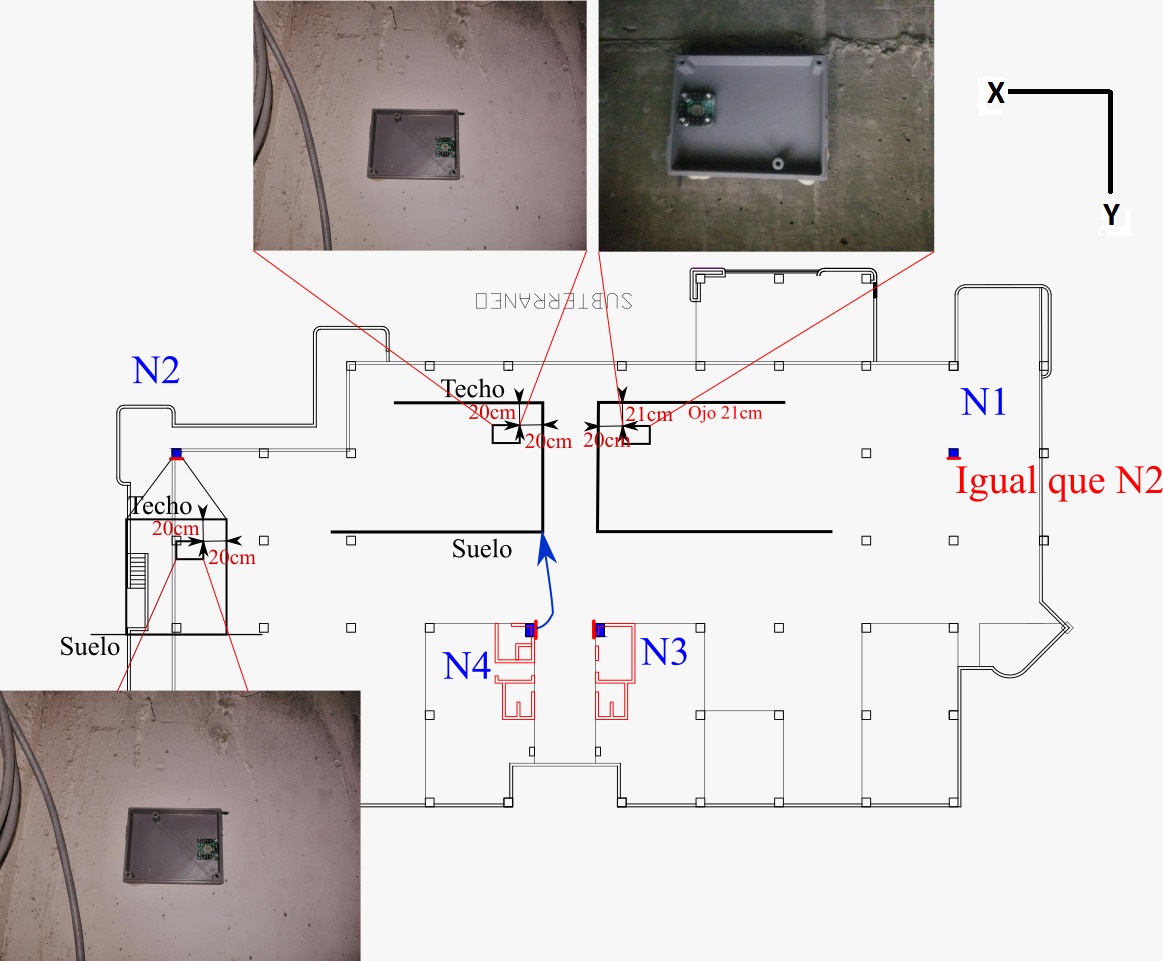 X
Y
SUBTERRANEO
N2
Techo
20cm
20cm
21cm
Ojo 21cm
20cm
N1
Igual que N2
Techo
20cm
20cm
Suelo
Suelo
N4
N3